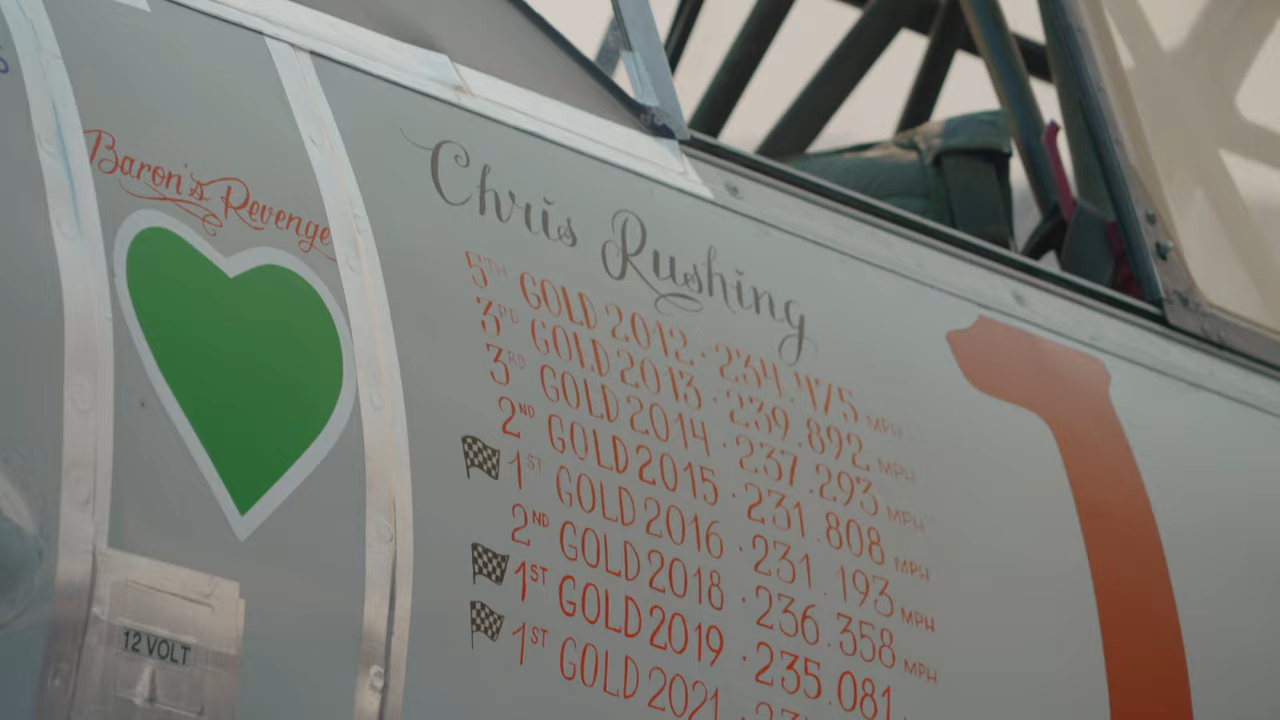 Baron's Revenge
Chris Rushing
5TH GOLD 2012 · 234.475 MPH
3RD GOLD 2013 · 239.892 MPH
3RD GOLD 2014 · 237.293 MPH
2ND GOLD 2015 · 231.808 MPH
1ST GOLD 2016 · 231.193 MPH
2ND GOLD 2018 · 236.358 MPH
1ST GOLD 2019 · 235.081
1ST GOLD 2021
12 VOLT